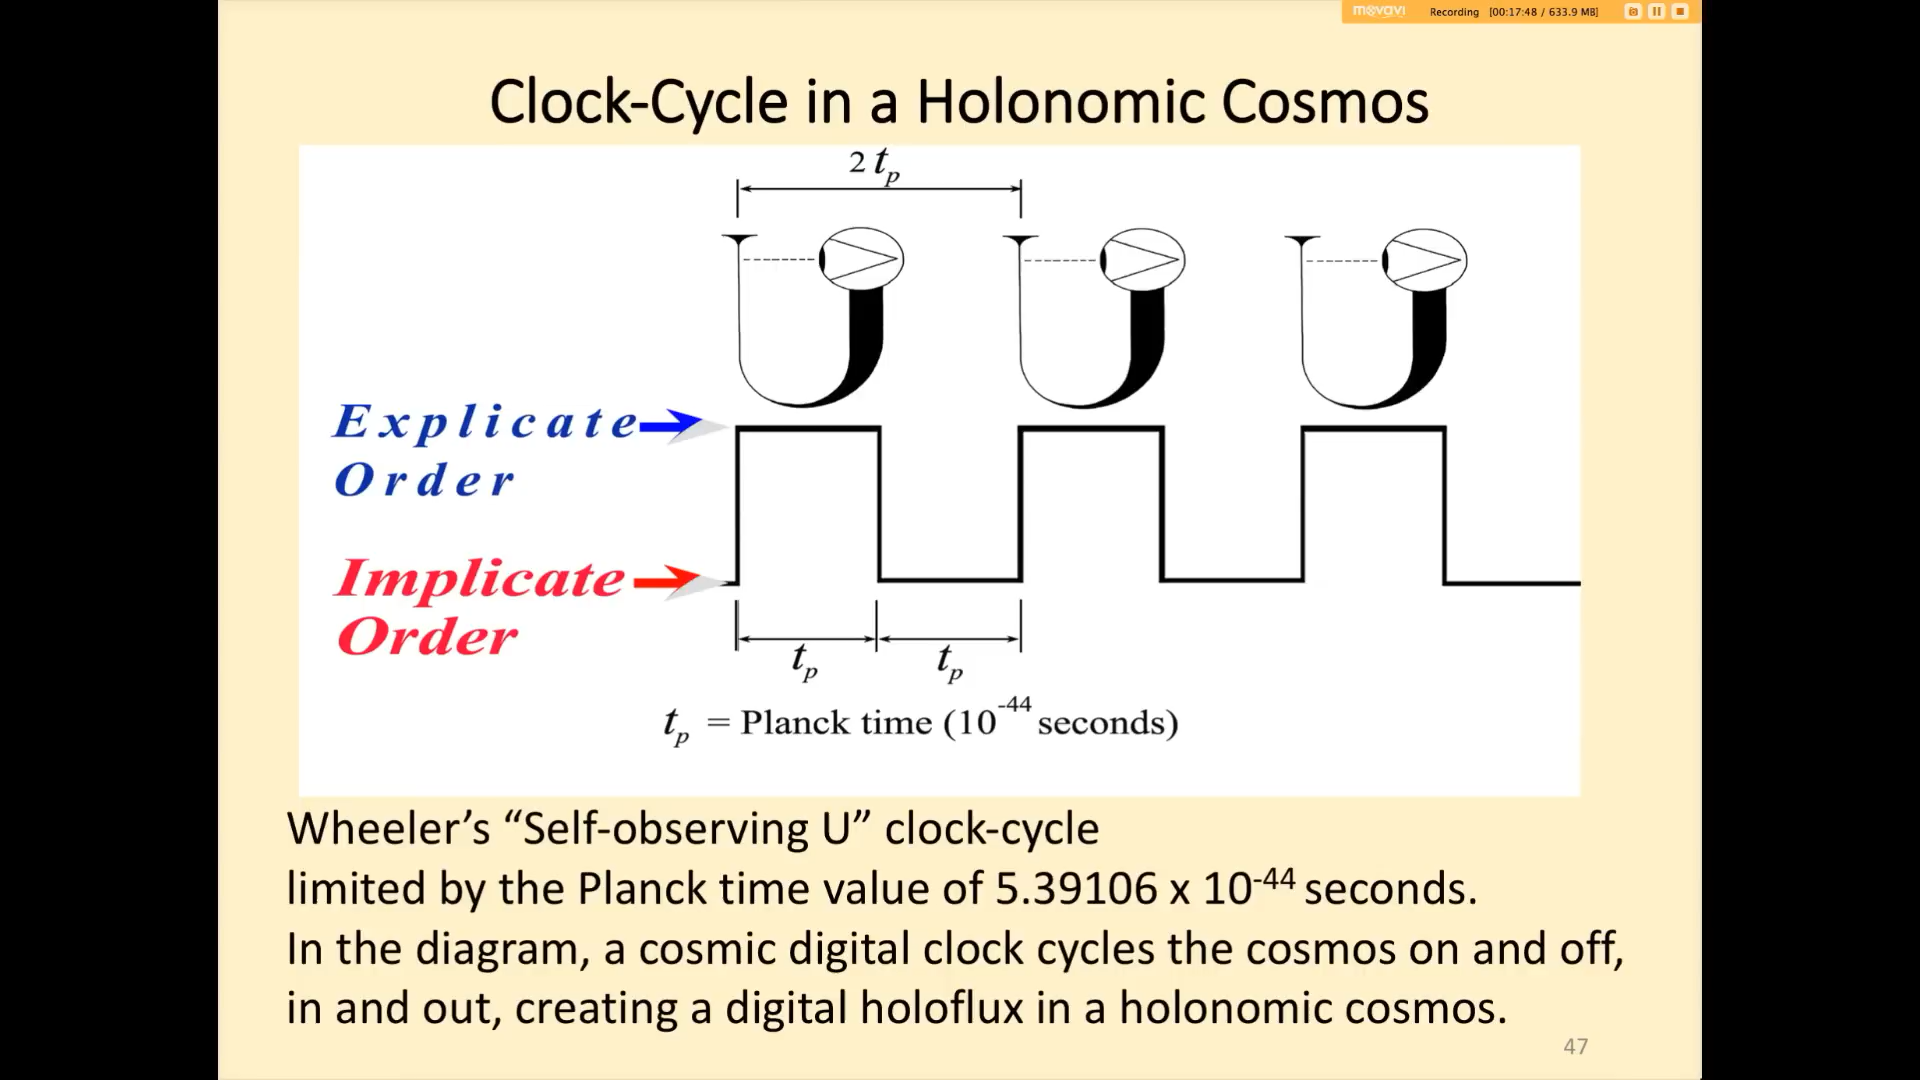 movavi Recording [00:17:48 / 633.9 MB]
Clock-Cycle in a Holonomic Cosmos
2 tₚ
Explicate
Order
Implicate
Order
tₚ tₚ
tₚ = Planck time (10⁻⁴⁴ seconds)
Wheeler’s “Self-observing U” clock-cycle
limited by the Planck time value of 5.39106 x 10⁻⁴⁴ seconds.
In the diagram, a cosmic digital clock cycles the cosmos on and off,
in and out, creating a digital holoflux in a holonomic cosmos.
47